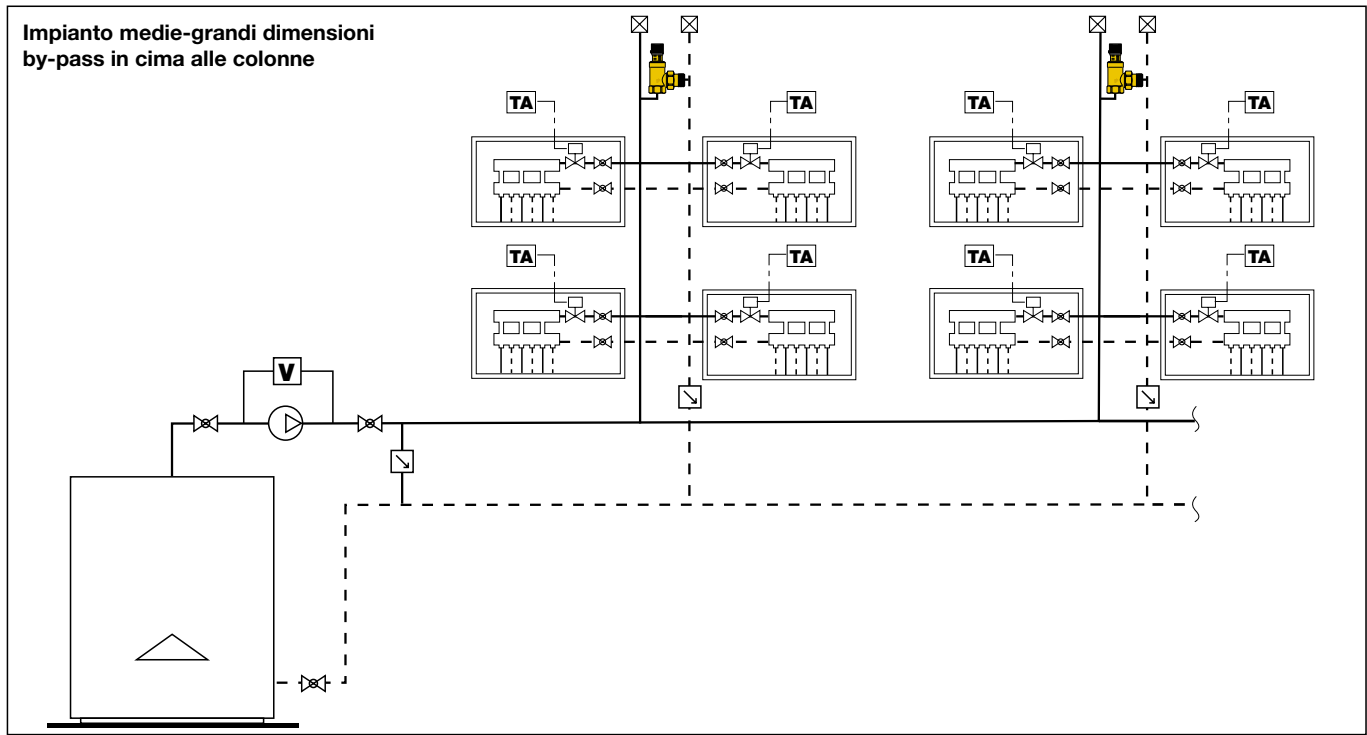 Impianto medie-grandi dimensioni
by-pass in cima alle colonne
TA TA TA TA
TA TA TA TA
V